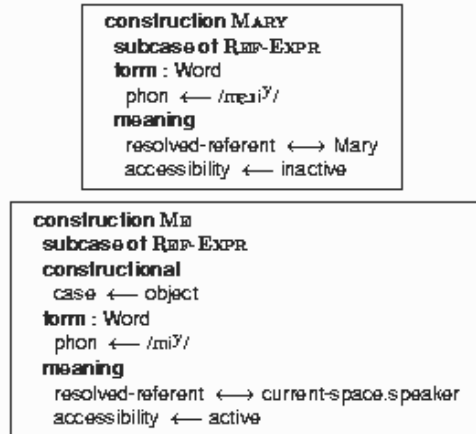 construction MARY
subcase of REF-EXPR
form : Word
phon ⟵ /mɛɹiʸ/
meaning
resolved-referent ⟷ Mary
accessibility ⟵ inactive
construction ME
subcase of REF-EXPR
constructional
case ⟵ object
form : Word
phon ⟵ /miʸ/
meaning
resolved-referent ⟷ current-space.speaker
accessibility ⟵ active